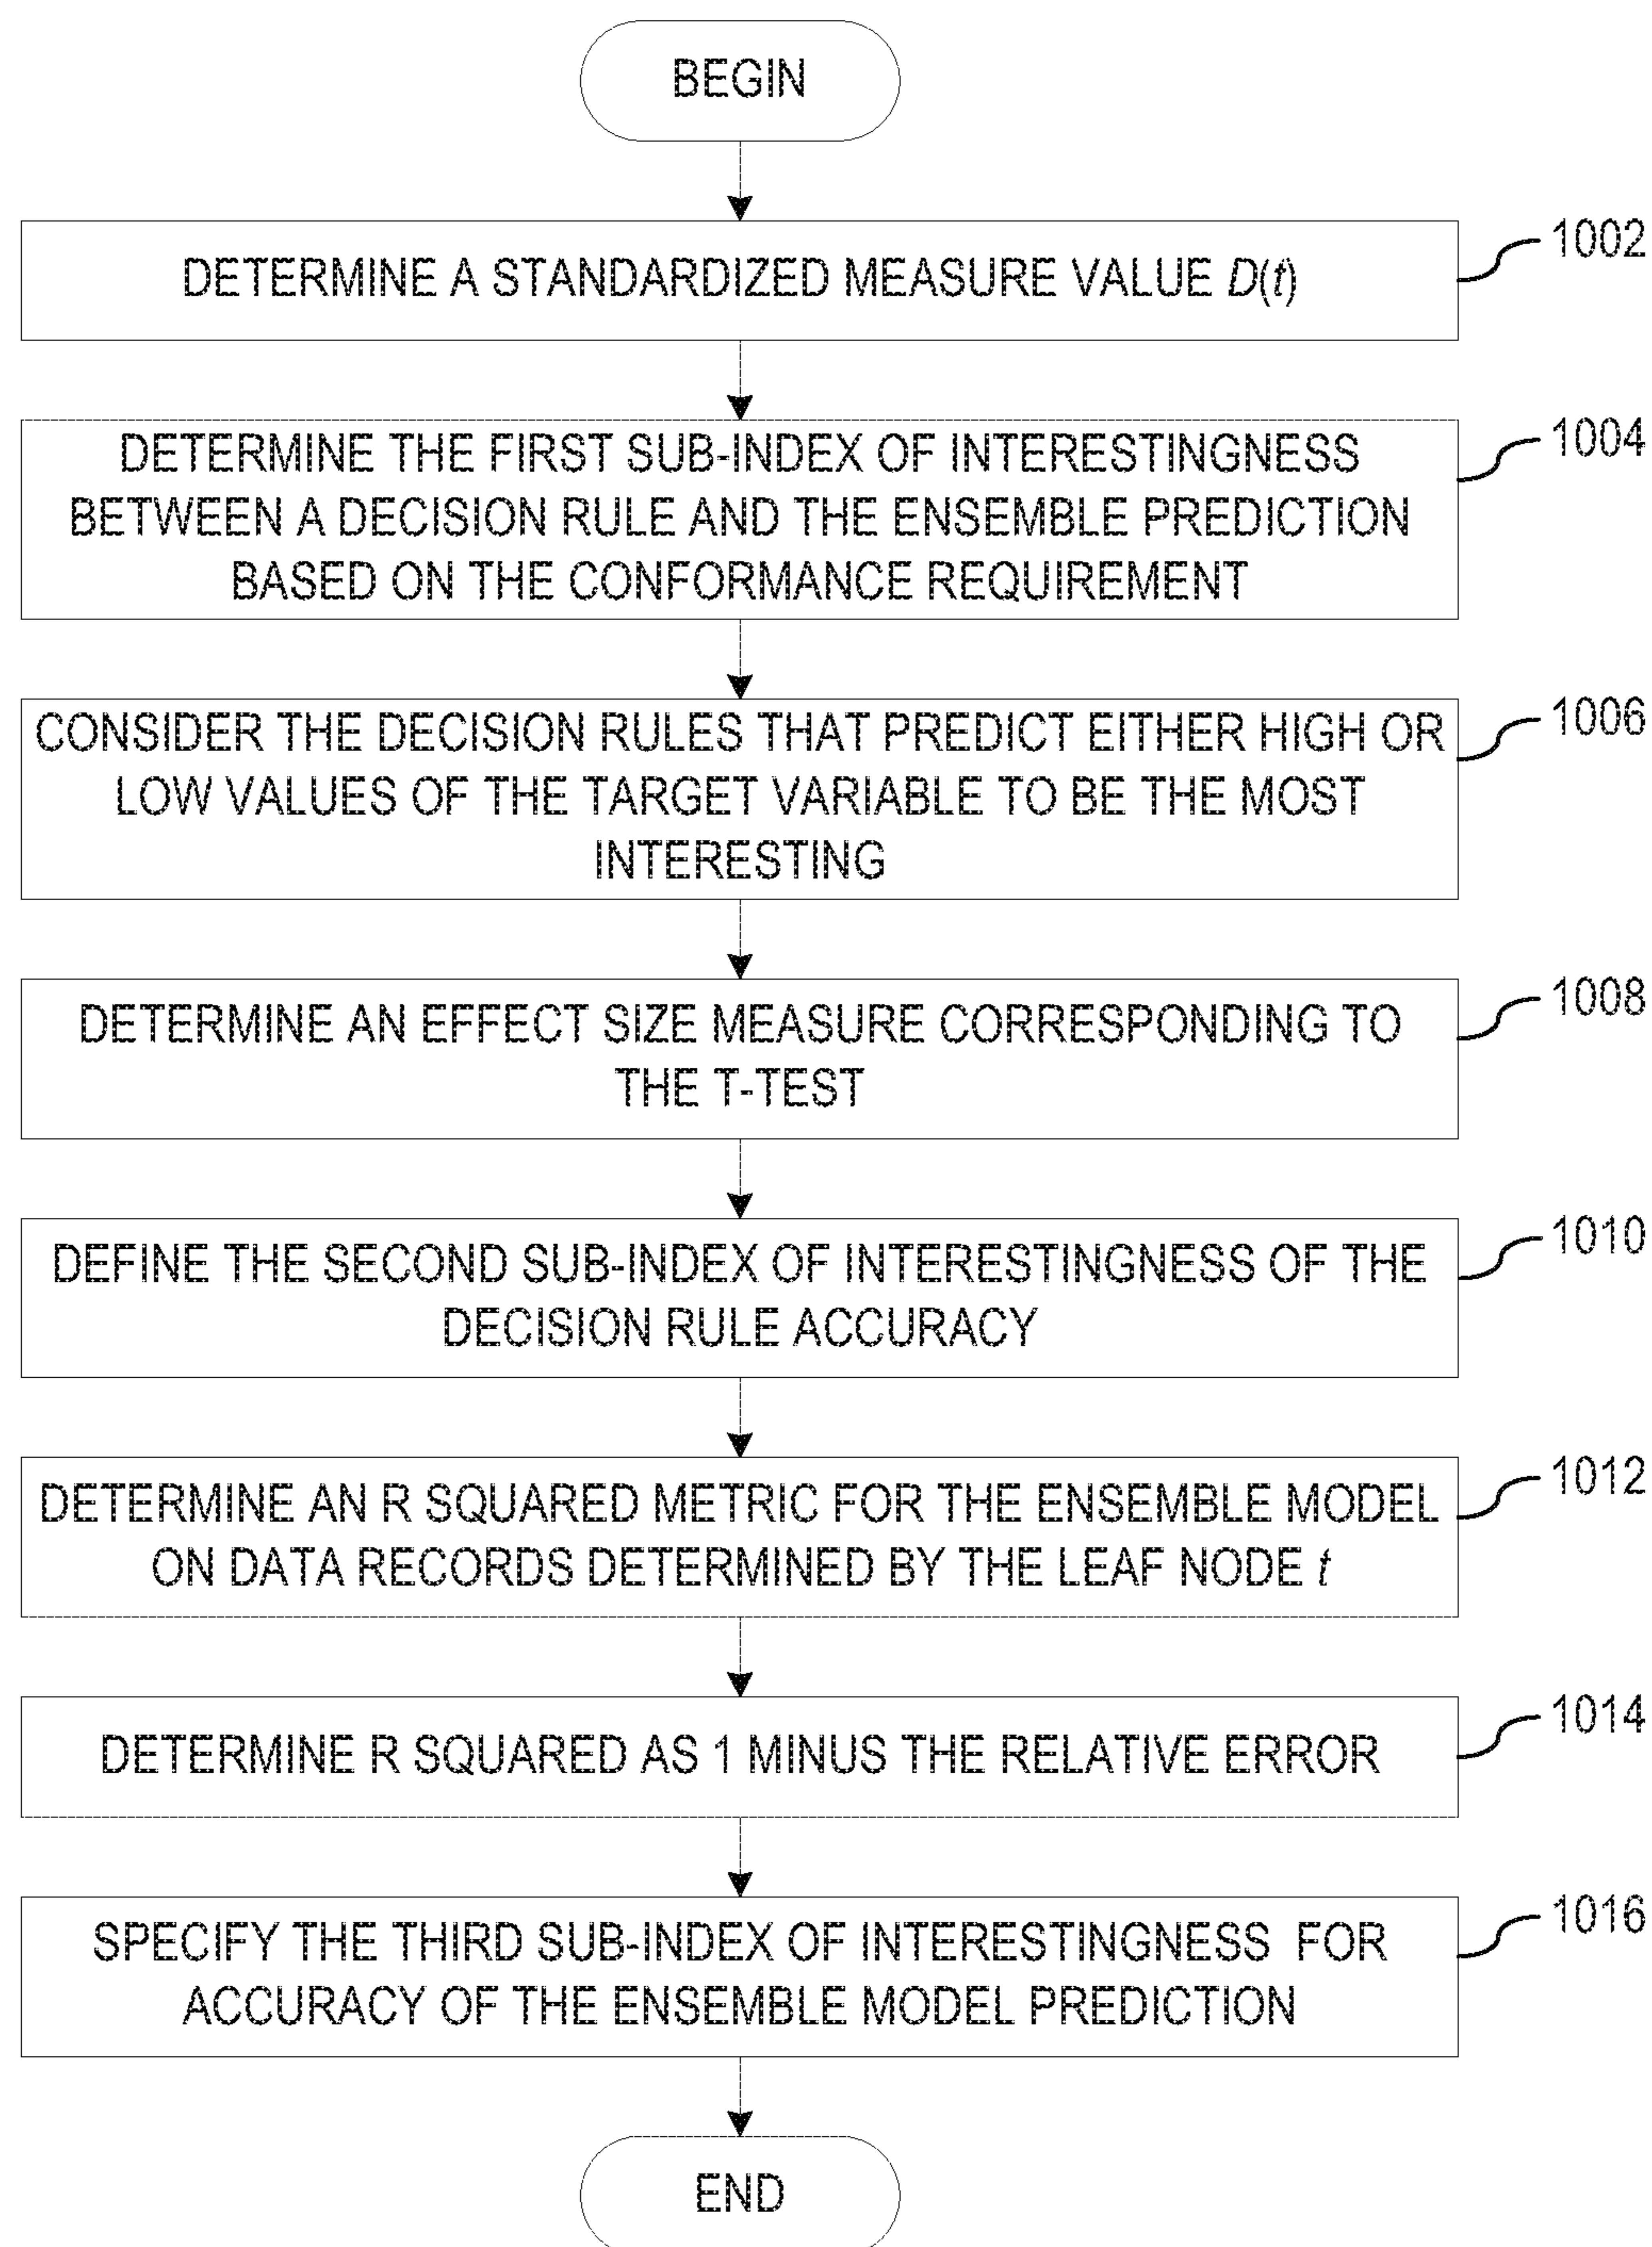 BEGIN
DETERMINE A STANDARDIZED MEASURE VALUE D(t)
1002
DETERMINE THE FIRST SUB-INDEX OF INTERESTINGNESS
BETWEEN A DECISION RULE AND THE ENSEMBLE PREDICTION
BASED ON THE CONFORMANCE REQUIREMENT
1004
CONSIDER THE DECISION RULES THAT PREDICT EITHER HIGH OR
LOW VALUES OF THE TARGET VARIABLE TO BE THE MOST
INTERESTING
1006
DETERMINE AN EFFECT SIZE MEASURE CORRESPONDING TO
THE T-TEST
1008
DEFINE THE SECOND SUB-INDEX OF INTERESTINGNESS OF THE
DECISION RULE ACCURACY
1010
DETERMINE AN R SQUARED METRIC FOR THE ENSEMBLE MODEL
ON DATA RECORDS DETERMINED BY THE LEAF NODE t
1012
DETERMINE R SQUARED AS 1 MINUS THE RELATIVE ERROR
1014
SPECIFY THE THIRD SUB-INDEX OF INTERESTINGNESS FOR
ACCURACY OF THE ENSEMBLE MODEL PREDICTION
1016
END